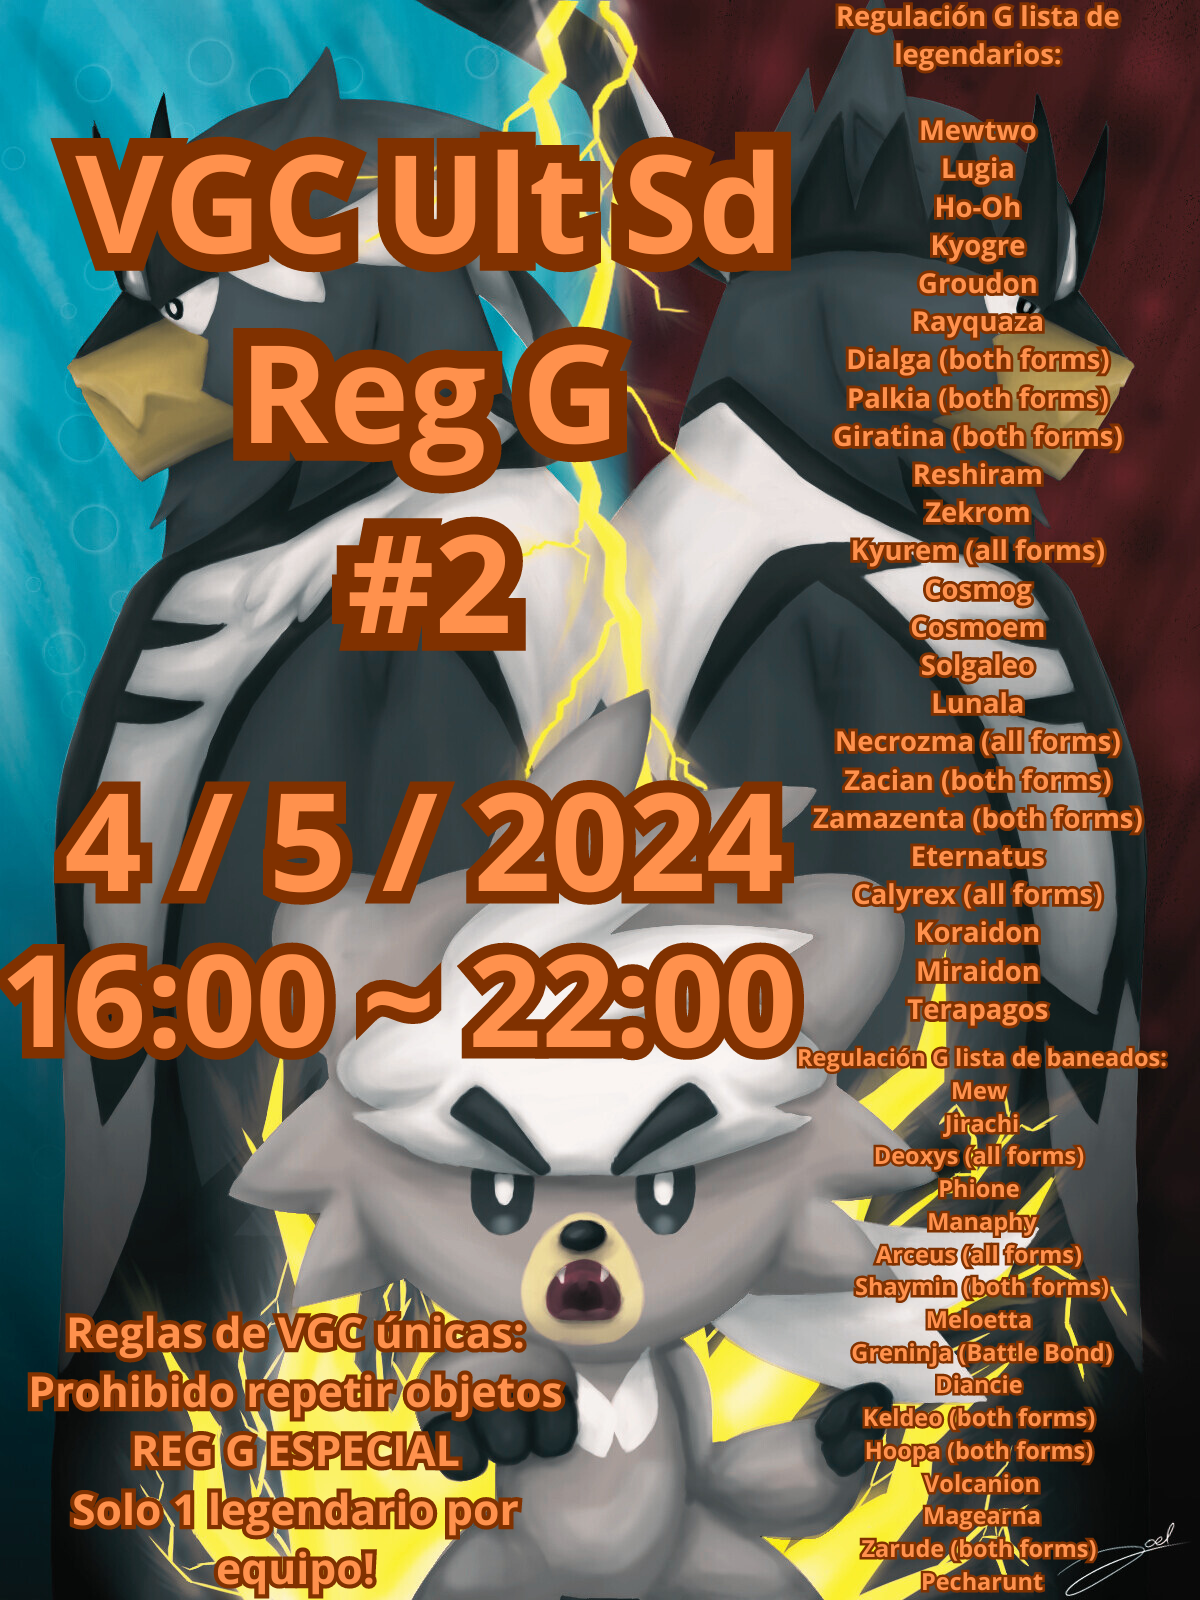 VGC Ult Sd
Reg G
#2
4 / 5 / 2024
16:00 ~ 22:00
Reglas de VGC únicas:
Prohibido repetir objetos
REG G ESPECIAL
Solo 1 legendario por
equipo!
Regulación G lista de
legendarios:
Mewtwo
Lugia
Ho-Oh
Kyogre
Groudon
Rayquaza
Dialga (both forms)
Palkia (both forms)
Giratina (both forms)
Reshiram
Zekrom
Kyurem (all forms)
Cosmog
Cosmoem
Solgaleo
Lunala
Necrozma (all forms)
Zacian (both forms)
Zamazenta (both forms)
Eternatus
Calyrex (all forms)
Koraidon
Miraidon
Terapagos
Regulación G lista de baneados:
Mew
Jirachi
Deoxys (all forms)
Phione
Manaphy
Arceus (all forms)
Shaymin (both forms)
Meloetta
Greninja (Battle Bond)
Diancie
Keldeo (both forms)
Hoopa (both forms)
Volcanion
Magearna
Zarude (both forms)
Pecharunt